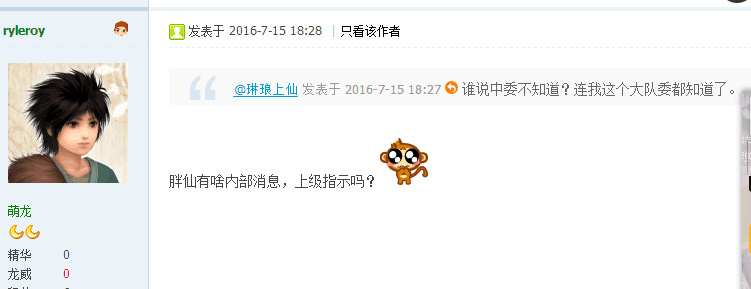 ryleroy
发表于 2016-7-15 18:28 | 只看该作者
@琳琅上仙 发表于 2016-7-15 18:27 谁说中委不知道？连我这个大队委都知道了。
胖仙有啥内部消息，上级指示吗？
萌龙
精华 0
龙威 0